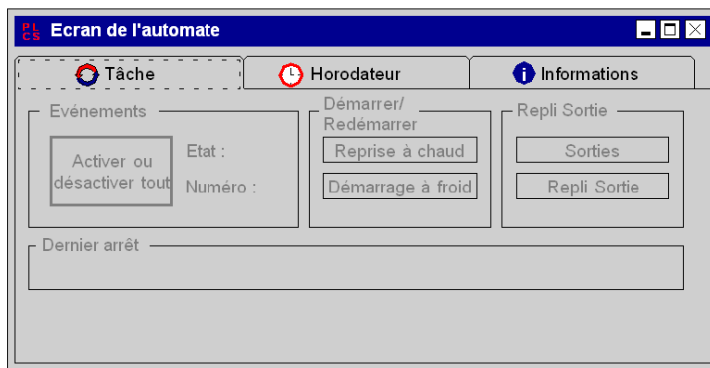 PL
CS
Ecran de l'automate
Tâche
Horodateur
Informations
Evénements
Activer ou
désactiver tout
Etat :
Numéro :
Démarrer/
Redémarrer
Reprise à chaud
Démarrage à froid
Repli Sortie
Sorties
Repli Sortie
Dernier arrêt